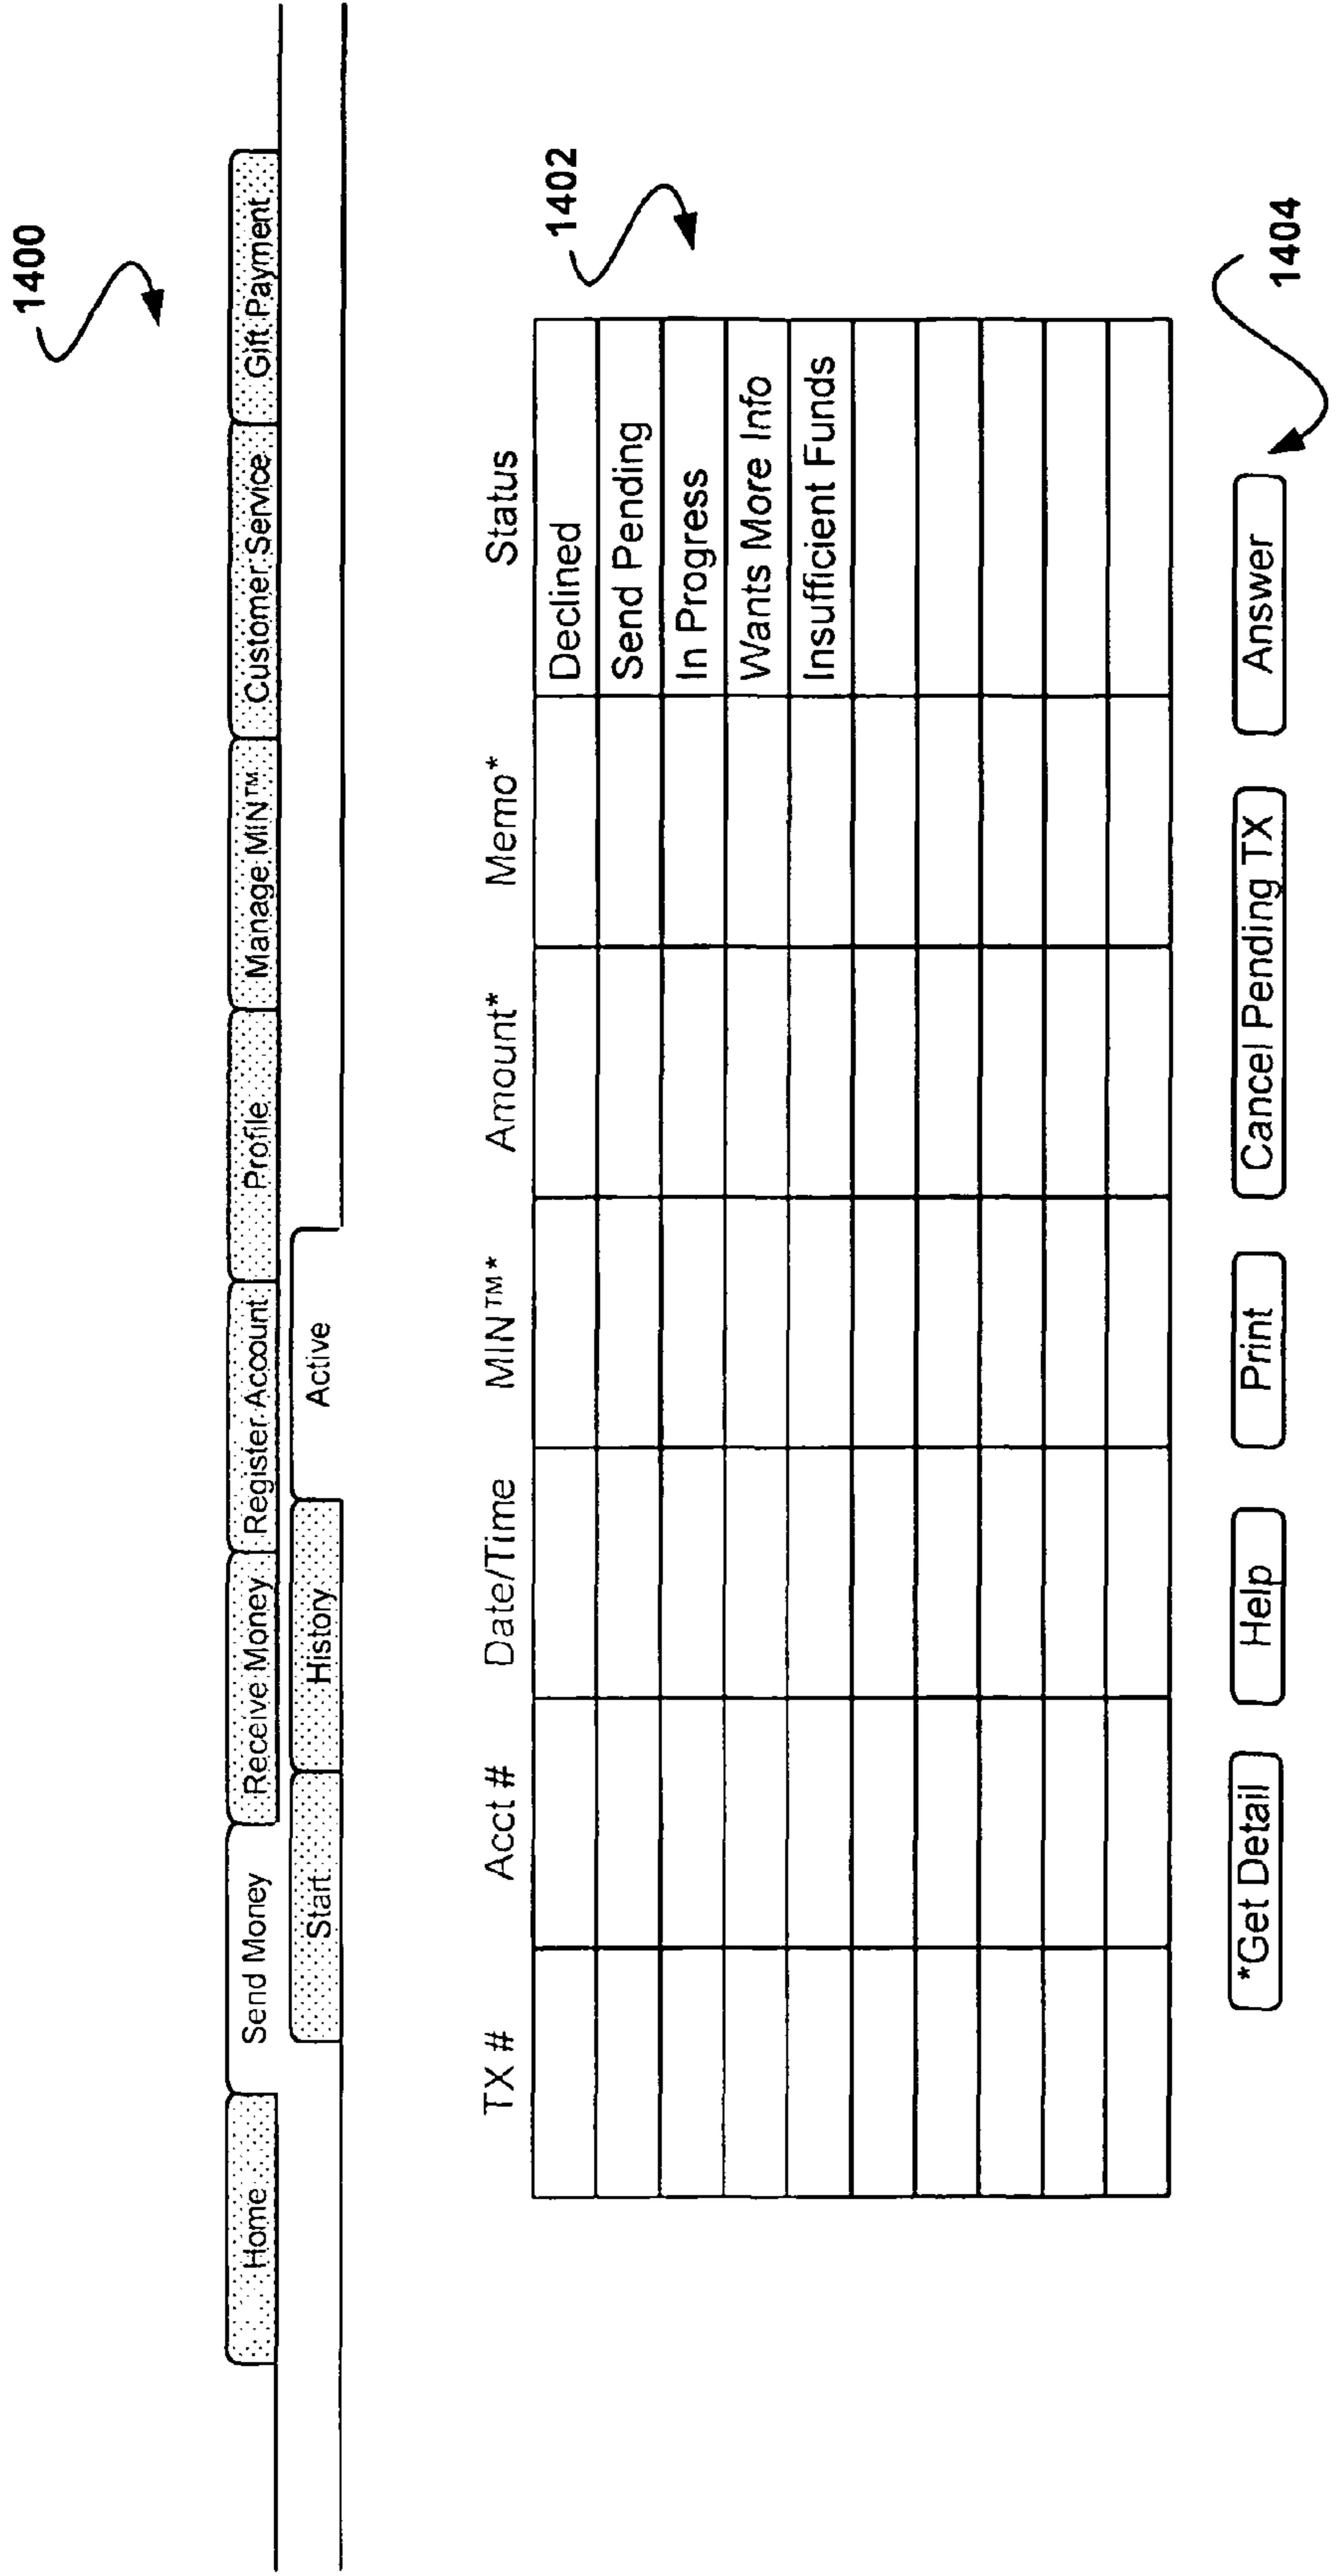 1400
Home Send Money Receive Money Register Account Profile Manage MIN™ Customer Service Gift Payment
Start History Active
1402
TX # Acct # Date/Time MIN™* Amount* Memo* Status
Declined
Send Pending
In Progress
Wants More Info
Insufficient Funds
*Get Detail Help Print Cancel Pending TX Answer
1404